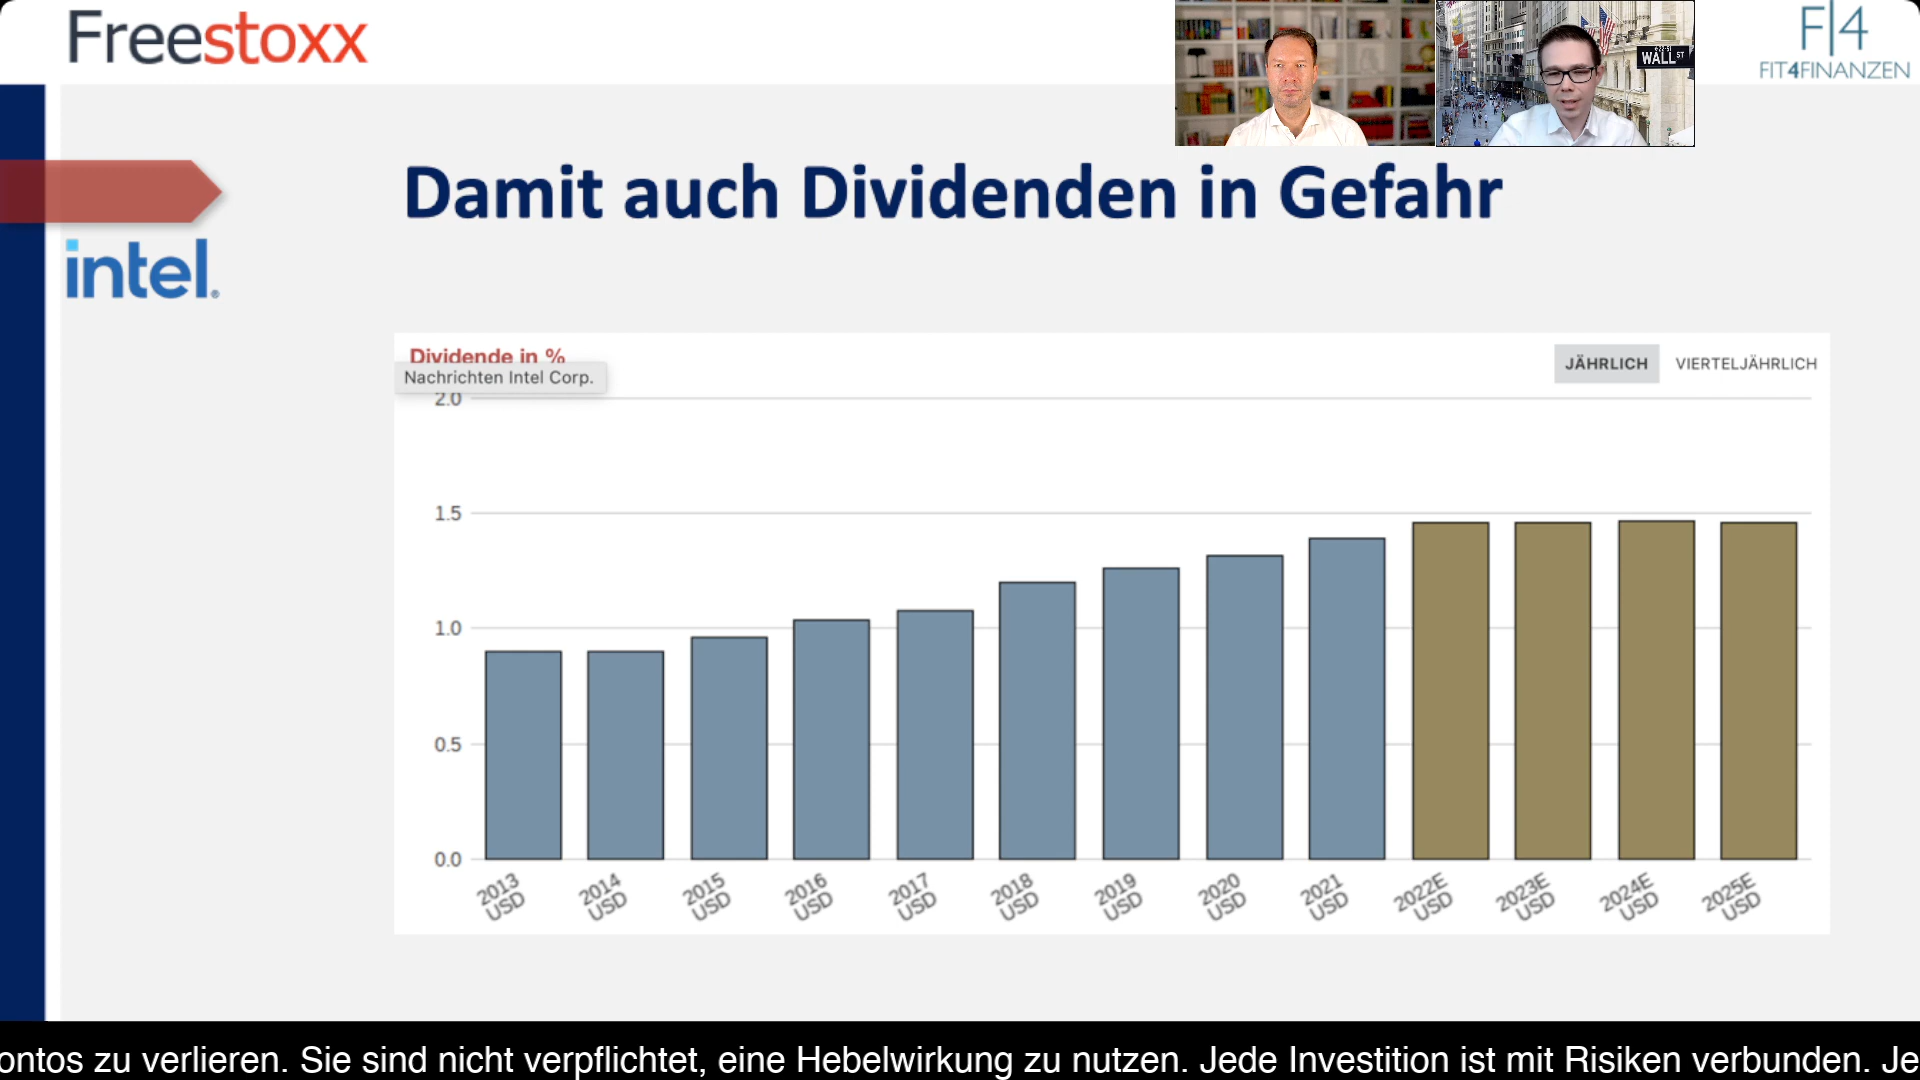 Freestoxx
F|4
FIT4FINANZEN
WALL ST
Damit auch Dividenden in Gefahr
intel.
Dividende in %
Nachrichten Intel Corp.
JÄHRLICH VIERTELJÄHRLICH
2.0
1.5
1.0
0.5
0.0
2013 USD
2014 USD
2015 USD
2016 USD
2017 USD
2018 USD
2019 USD
2020 USD
2021 USD
2022E USD
2023E USD
2024E USD
2025E USD
ontos zu verlieren. Sie sind nicht verpflichtet, eine Hebelwirkung zu nutzen. Jede Investition ist mit Risiken verbunden. Je